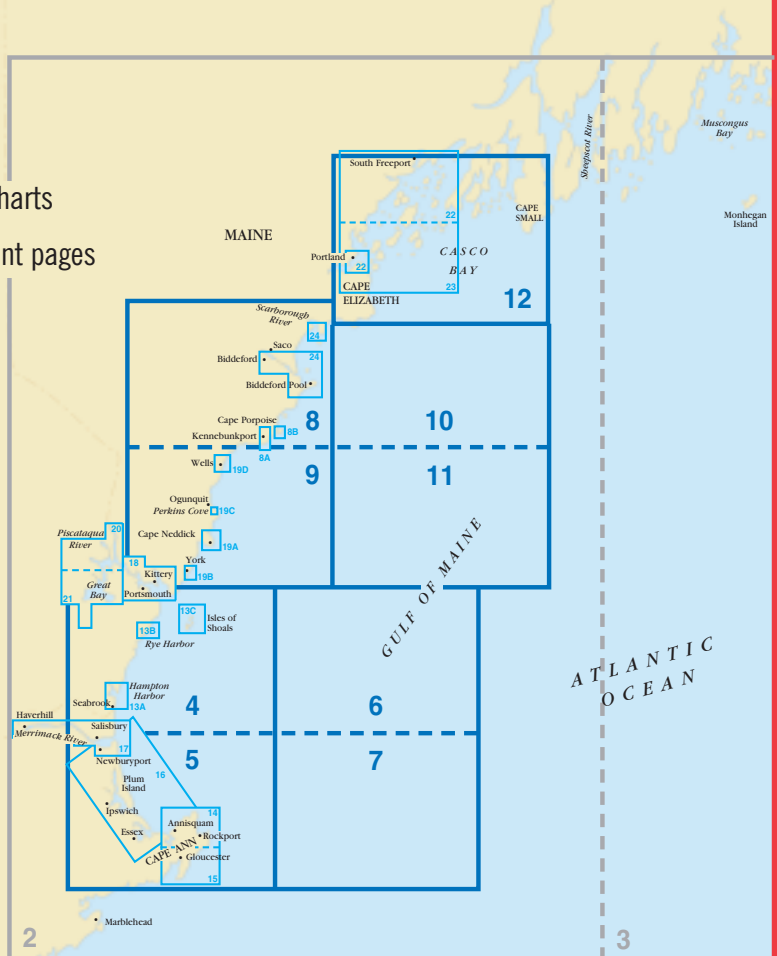 Muscongus
Bay
Sheepscot River
South Freeport
harts
CAPE
SMALL
22
Monhegan
Island
MAINE
nt pages
CASCO
BAY
Portland
22
CAPE
ELIZABETH
23
12
Scarborough
River
24
Saco
24
Biddeford
Biddeford Pool
Cape Porpoise
8
10
8B
Kennebunkport
8A
Wells
19D
9
11
Ogunquit
Perkins Cove
19C
Cape Neddick
19A
Piscataqua
River
20
18
York
19B
Kittery
Great
Bay
Portsmouth
21
13C
Isles of
Shoals
13B
Rye Harbor
GULF OF MAINE
ATLANTIC
OCEAN
Hampton
Harbor
Seabrook
13A
4
6
Haverhill
Salisbury
Merrimack River
17
Newburyport
5
7
16
Plum
Island
Ipswich
14
Annisquam
Essex
Rockport
CAPE ANN
Gloucester
15
Marblehead
2
3